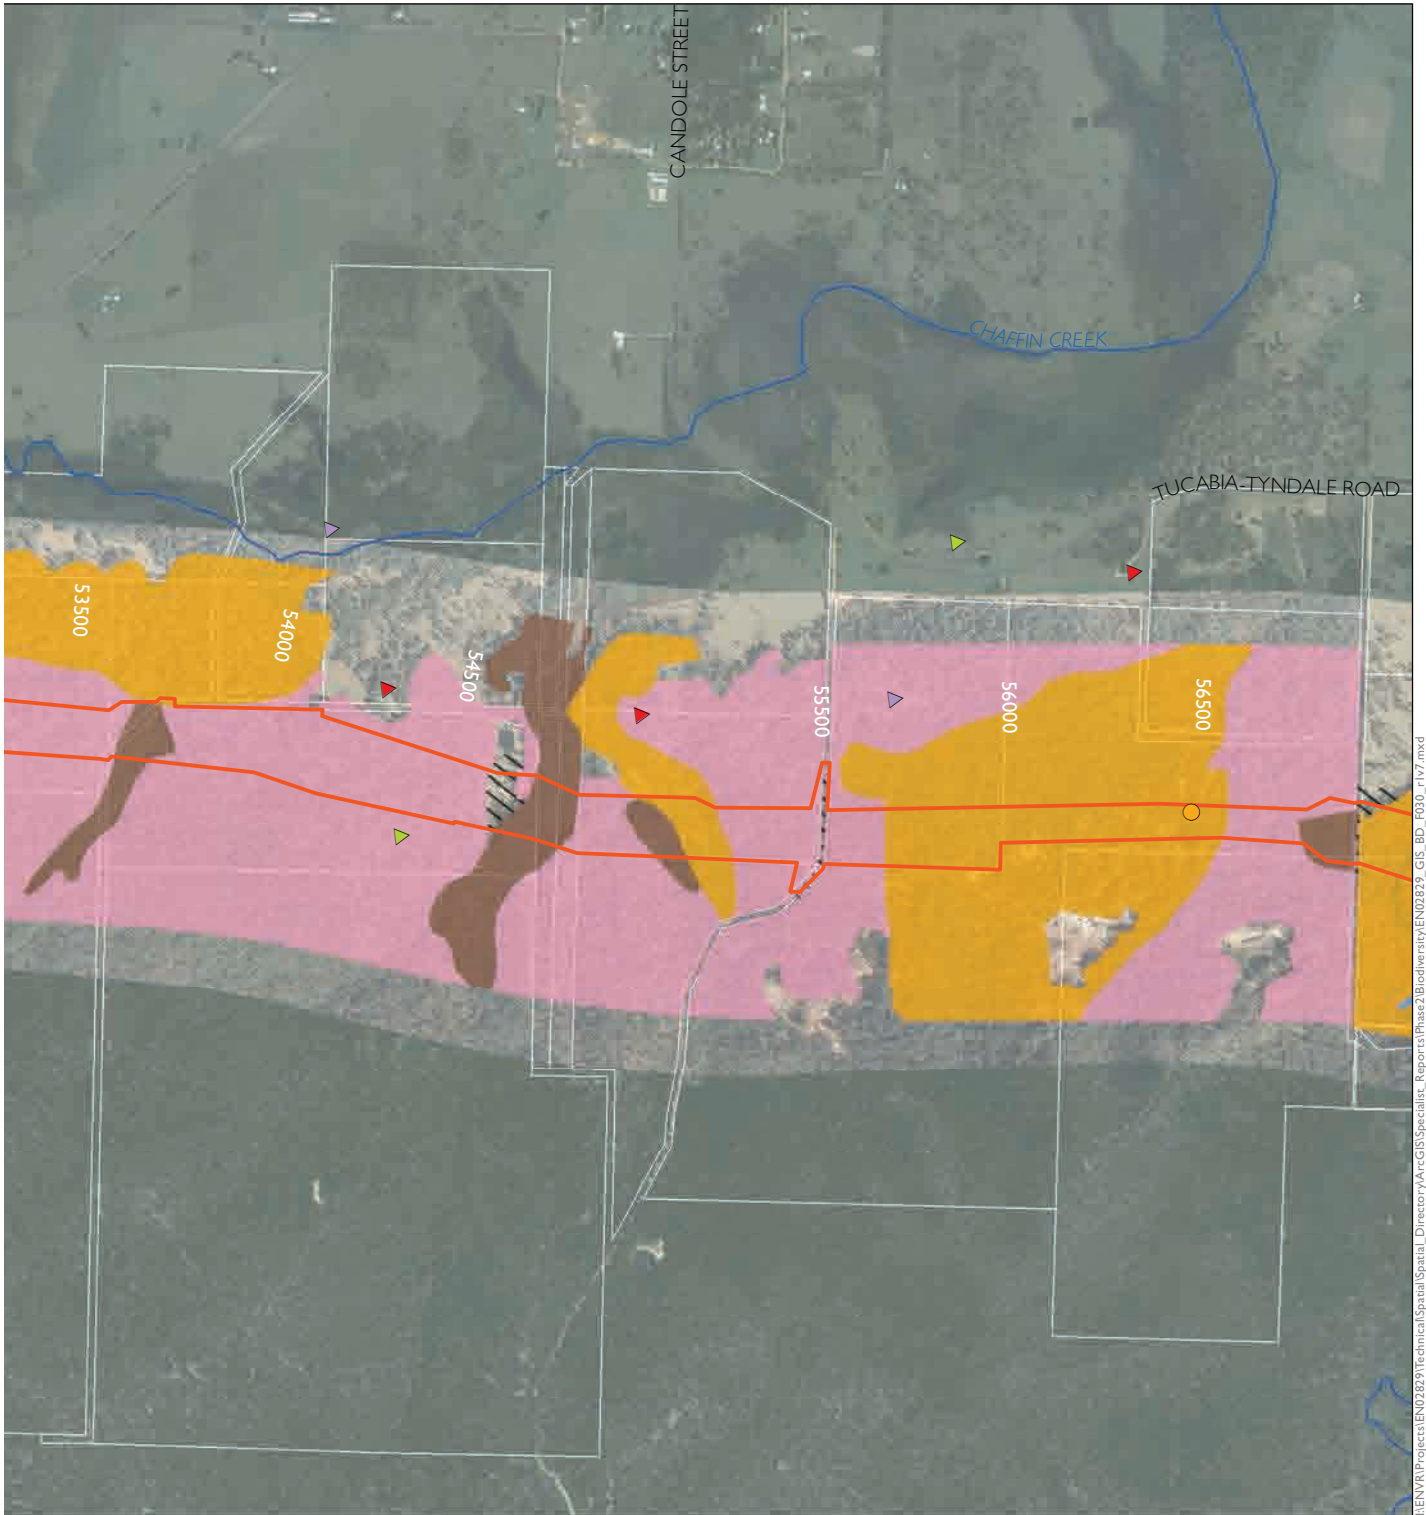 CANDOLE STREET
CHAFFIN CREEK
TUCABIA-TYNDALE ROAD
53500
54000
54500
55500
56000
56500
I:\ENVR\Projects\EN02829\Technical\Spatial\Spatial_Directory\ArcGIS\Specialist_Reports\Phase2\Biodiversity\EN02829_GIS_BD_F030_r1v7.mxd